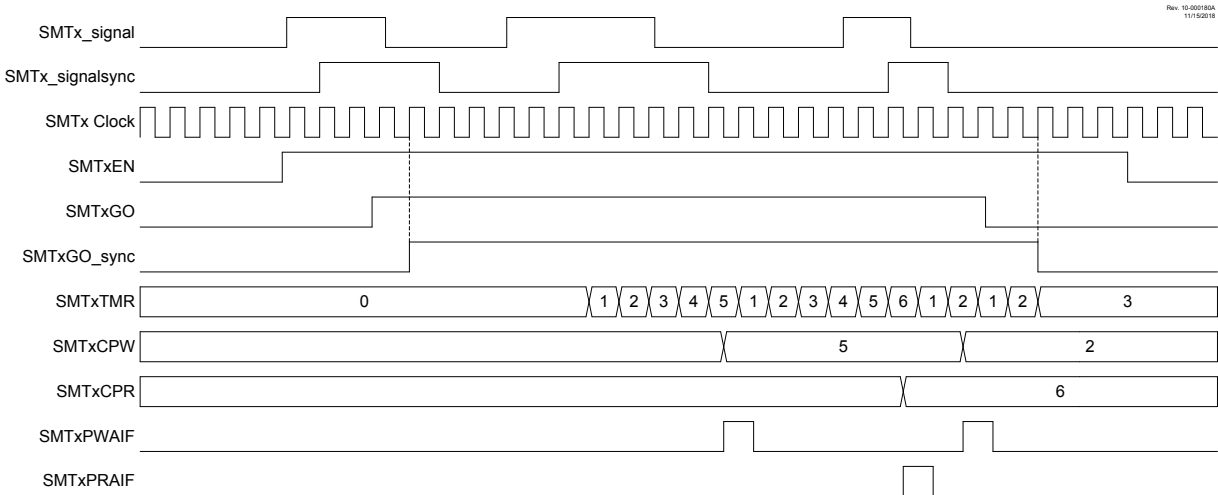 Rev. 10-000180A
11/15/2018
SMTx_signal
SMTx_signalsync
SMTx Clock
SMTxEN
SMTxGO
SMTxGO_sync
SMTxTMR 0 1 2 3 4 5 1 2 3 4 5 6 1 2 1 2 3
SMTxCPW 5 2
SMTxCPR 6
SMTxPWAIF
SMTxPRAIF